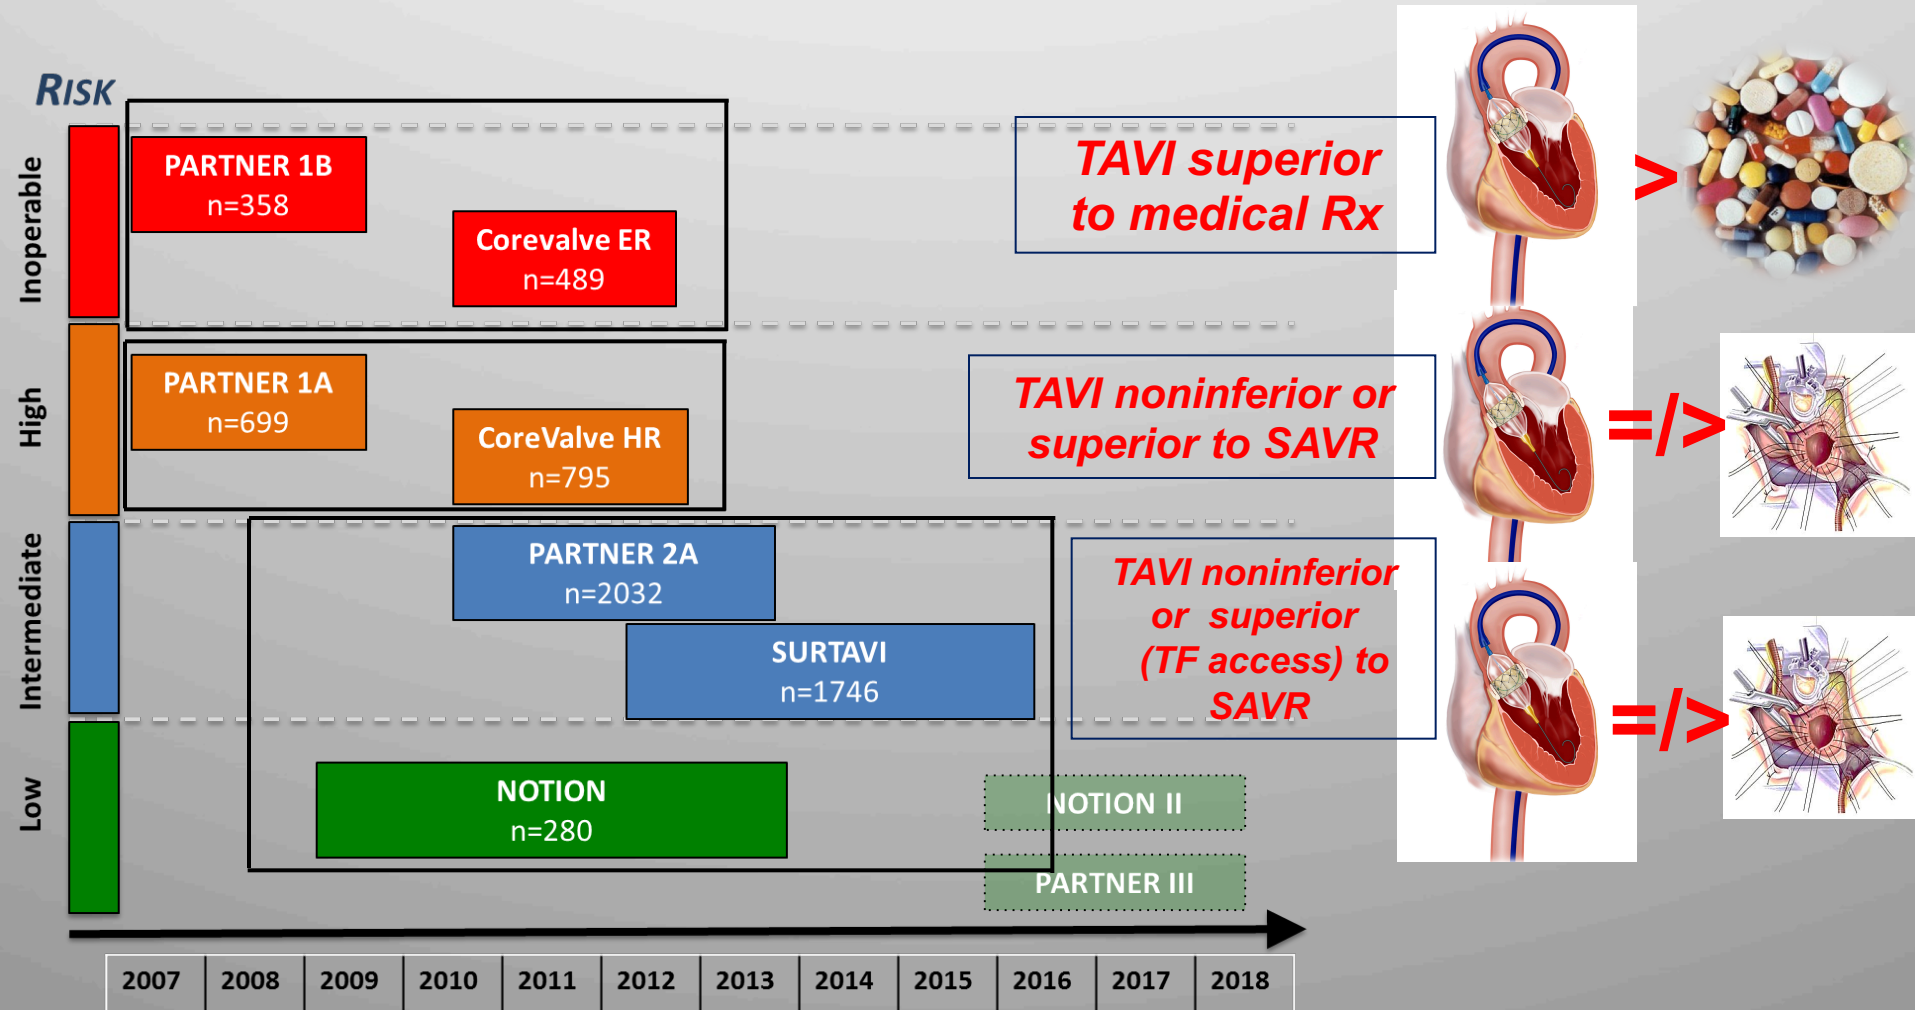 RISK
Inoperable
PARTNER 1B
n=358
Corevalve ER
n=489
TAVI superior
to medical Rx
>
High
PARTNER 1A
n=699
CoreValve HR
n=795
TAVI noninferior or
superior to SAVR
=/>
Intermediate
PARTNER 2A
n=2032
SURTAVI
n=1746
TAVI noninferior
or superior
(TF access) to
SAVR
=/>
Low
NOTION
n=280
NOTION II
PARTNER III
2007 2008 2009 2010 2011 2012 2013 2014 2015 2016 2017 2018